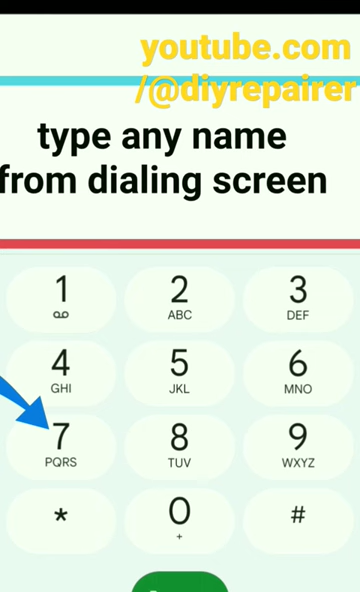 youtube.com
/@diyrepairer
type any name
from dialing screen
1 2 3
ABC DEF
4 5 6
GHI JKL MNO
7 8 9
PQRS TUV WXYZ
* 0 #
+